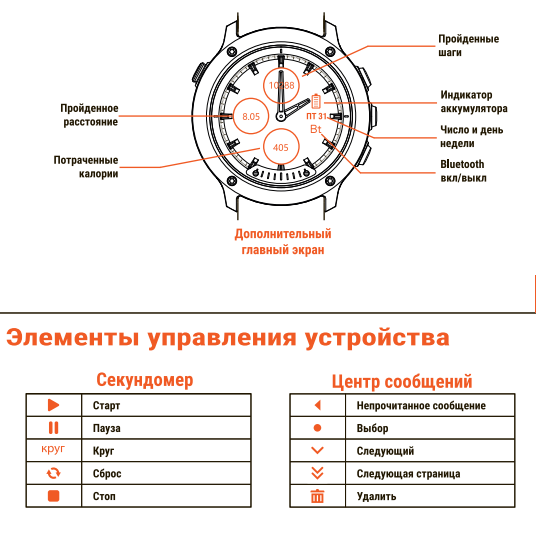 Пройденные
шаги
Индикатор
аккумулятора
Число и день
недели
Bluetooth
вкл/выкл
Пройденное
расстояние
Потраченные
калории
8.05
ПТ 31
Bt
405
Дополнительный
главный экран
Элементы управления устройства
Секундомер
Старт
Пауза
круг Круг
Сброс
Стоп
Центр сообщений
Непрочитанное сообщение
Выбор
Следующий
Следующая страница
Удалить